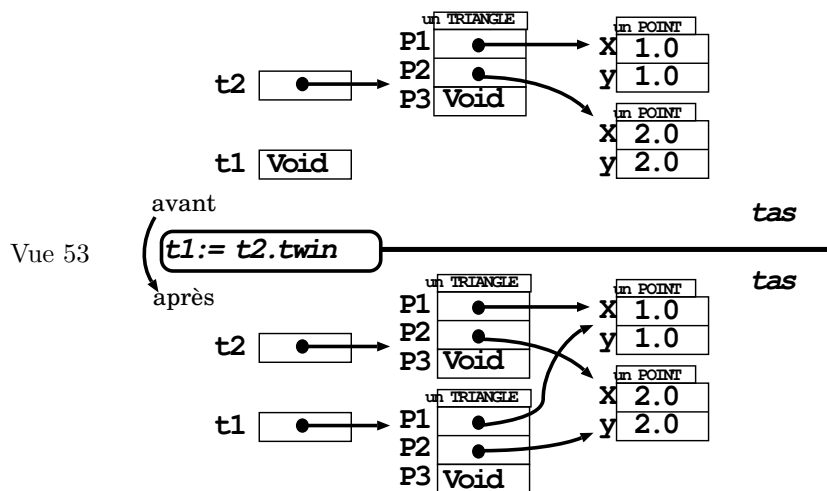 un TRIANGLE
un POINT
P1
X 1.0
P2
y 1.0
t2
P3 Void
un POINT
X 2.0
t1 Void
y 2.0
avant
tas
Vue 53
t1:= t2.twin
tas
après
un TRIANGLE
un POINT
P1
X 1.0
P2
y 1.0
t2
P3 Void
un POINT
un TRIANGLE
X 2.0
t1
P1
y 2.0
P2
P3 Void